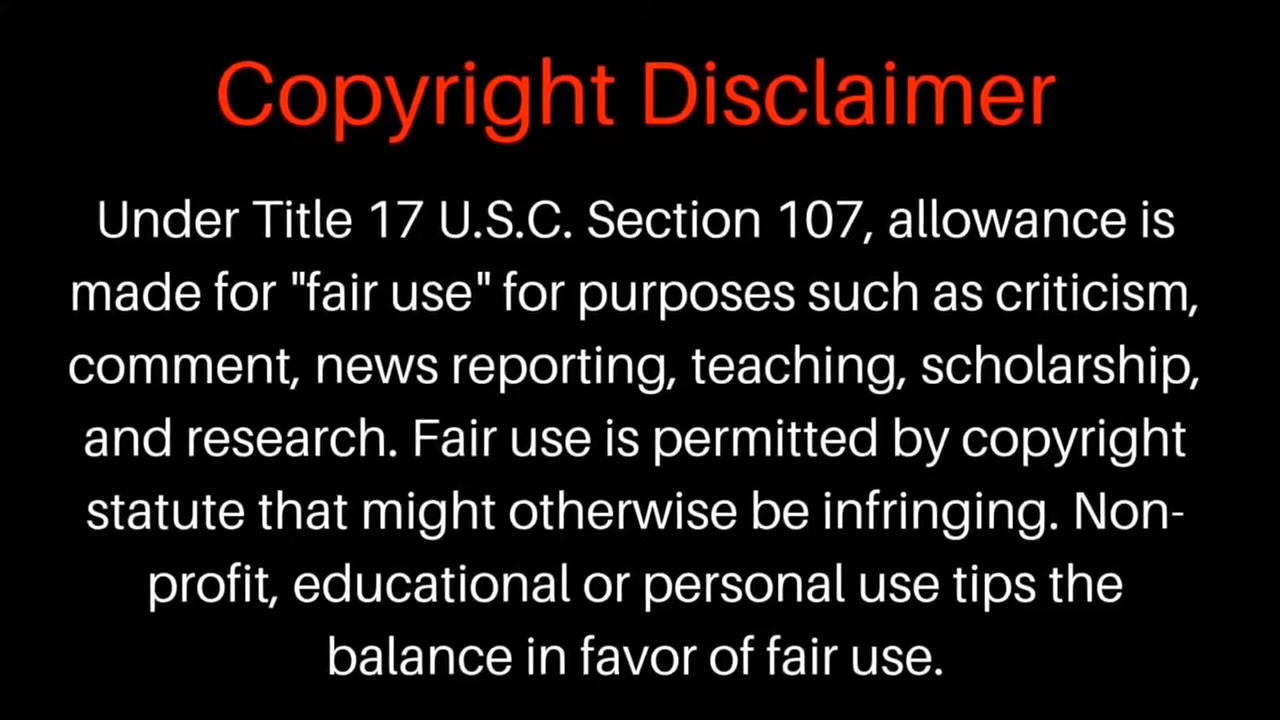 Copyright Disclaimer
Under Title 17 U.S.C. Section 107, allowance is
made for "fair use" for purposes such as criticism,
comment, news reporting, teaching, scholarship,
and research. Fair use is permitted by copyright
statute that might otherwise be infringing. Non-
profit, educational or personal use tips the
balance in favor of fair use.